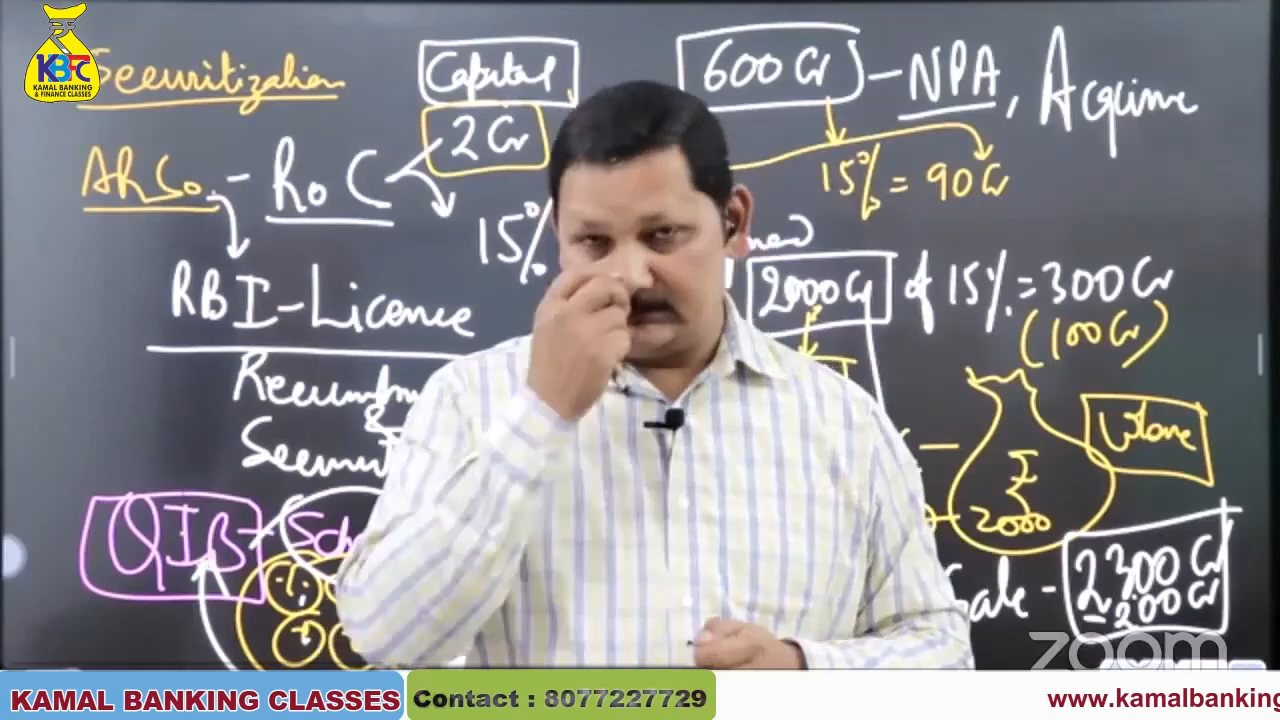 KBFC
KAMAL BANKING
& FINANCE CLASSES
Securitization
Capital
2 Cr
600 Cr - NPA, Acquire
15% = 90 Cr
ARCo - RoC
15%
RBI - Licence
2000 Cr of 15% = 300 Cr
(100 Cr)
&
₹
2000
QIB
Sale - 2300 Cr
200 Cr
zoom
KAMAL BANKING CLASSES
Contact : 8077227729
www.kamalbanking